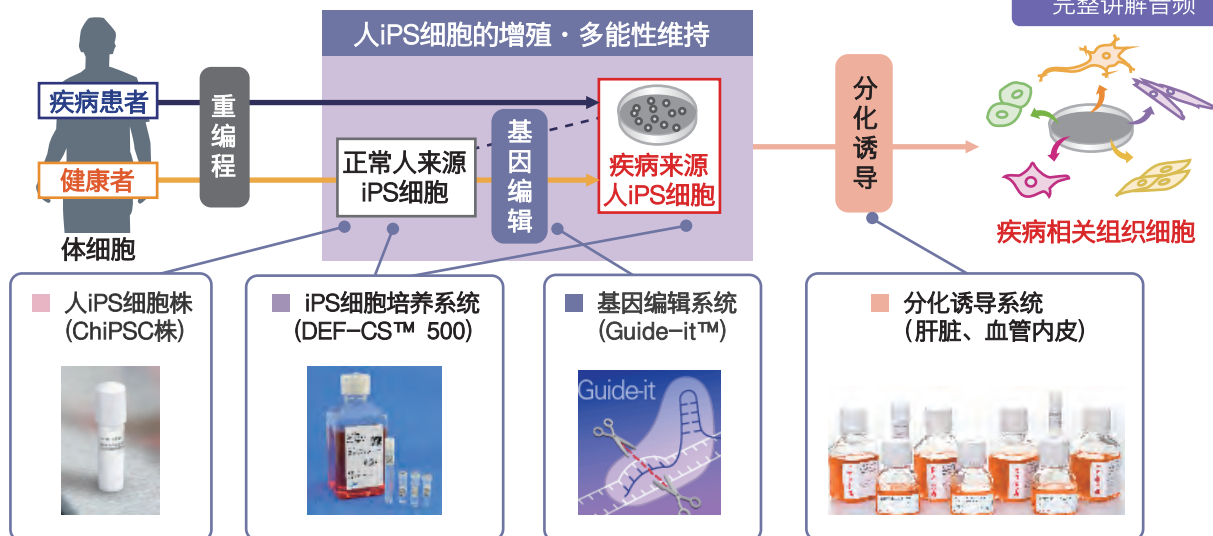 完整讲解音频
人iPS细胞的增殖・多能性维持
疾病患者
健康者
体细胞
重编程
正常人来源
iPS细胞
基因编辑
疾病来源
人iPS细胞
分化诱导
疾病相关组织细胞
人iPS细胞株
(ChiPSC株)
iPS细胞培养系统
(DEF-CS™ 500)
基因编辑系统
(Guide-it™)
分化诱导系统
(肝脏、血管内皮)
Guide-it